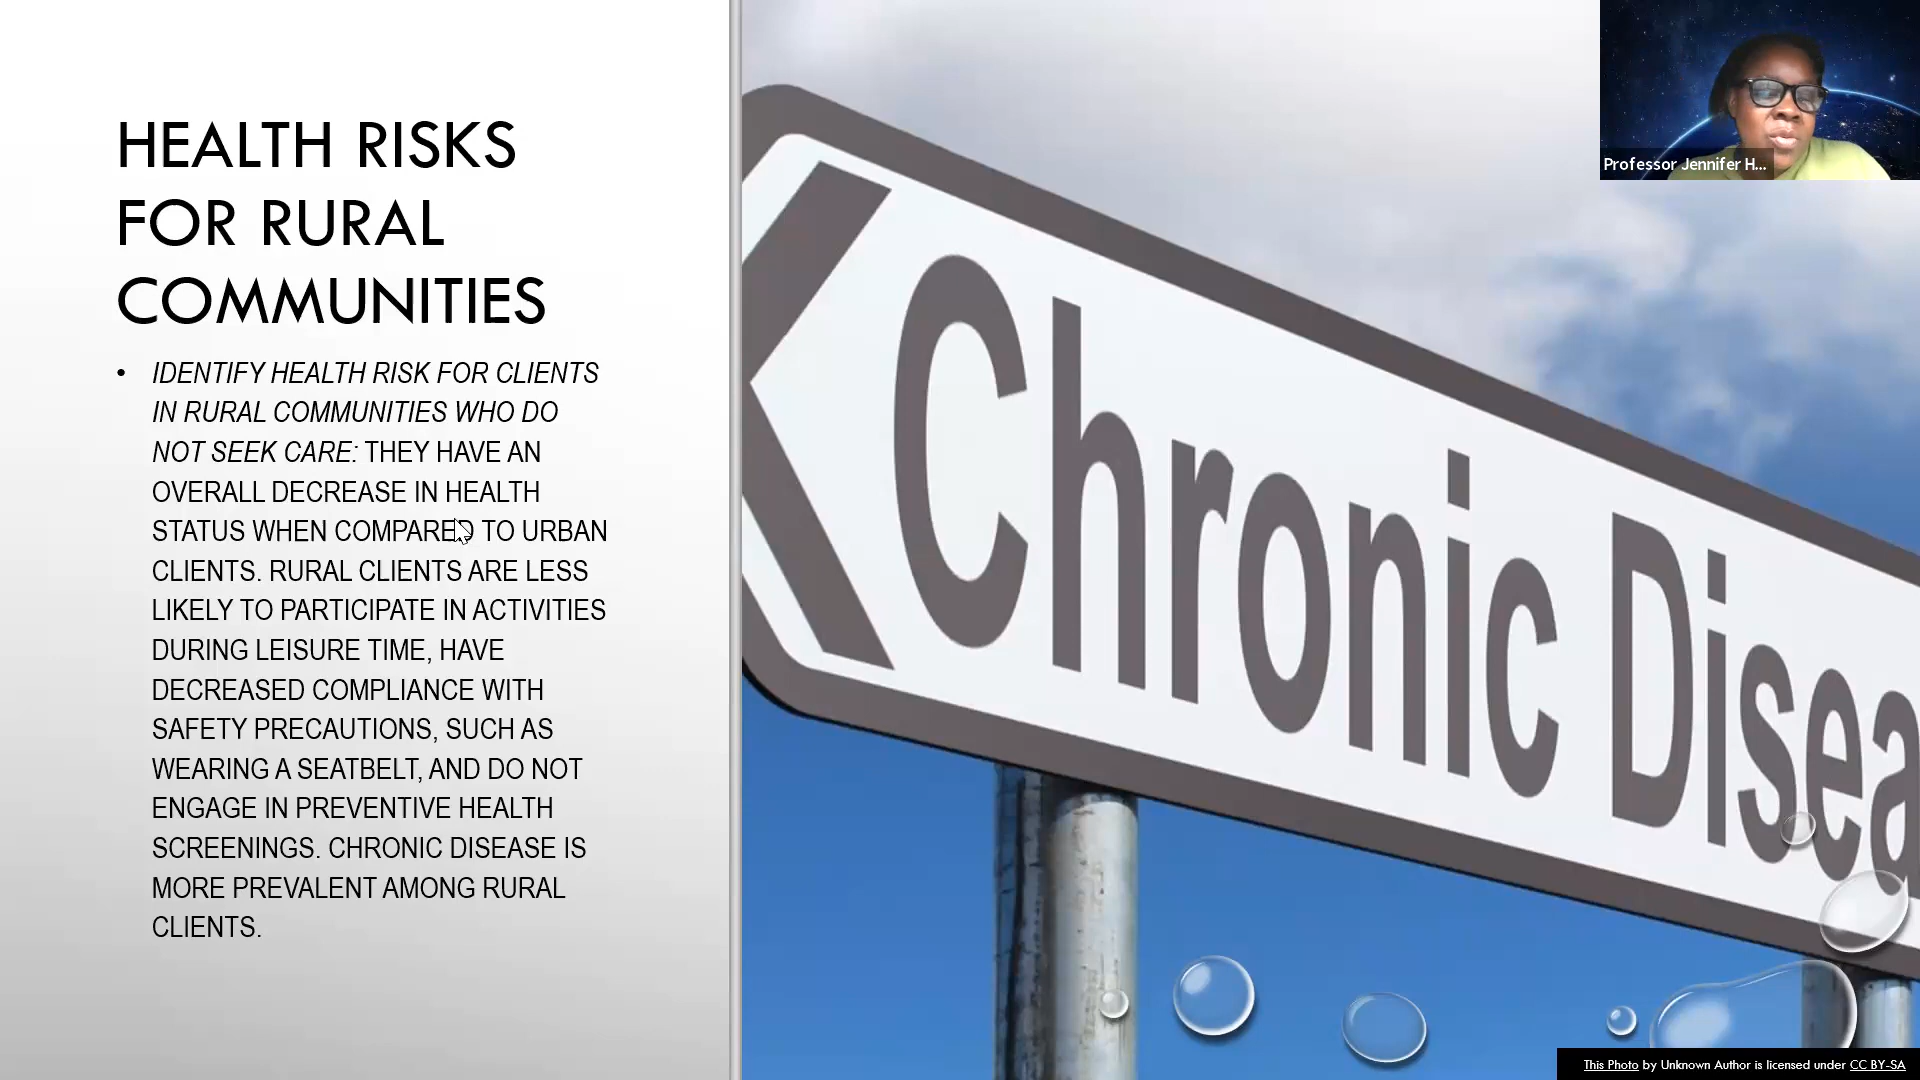 HEALTH RISKS
FOR RURAL
COMMUNITIES
• IDENTIFY HEALTH RISK FOR CLIENTS
IN RURAL COMMUNITIES WHO DO
NOT SEEK CARE: THEY HAVE AN
OVERALL DECREASE IN HEALTH
STATUS WHEN COMPARED TO URBAN
CLIENTS. RURAL CLIENTS ARE LESS
LIKELY TO PARTICIPATE IN ACTIVITIES
DURING LEISURE TIME, HAVE
DECREASED COMPLIANCE WITH
SAFETY PRECAUTIONS, SUCH AS
WEARING A SEATBELT, AND DO NOT
ENGAGE IN PREVENTIVE HEALTH
SCREENINGS. CHRONIC DISEASE IS
MORE PREVALENT AMONG RURAL
CLIENTS.
Chronic Disea
Professor Jennifer H...
This Photo by Unknown Author is licensed under CC BY-SA